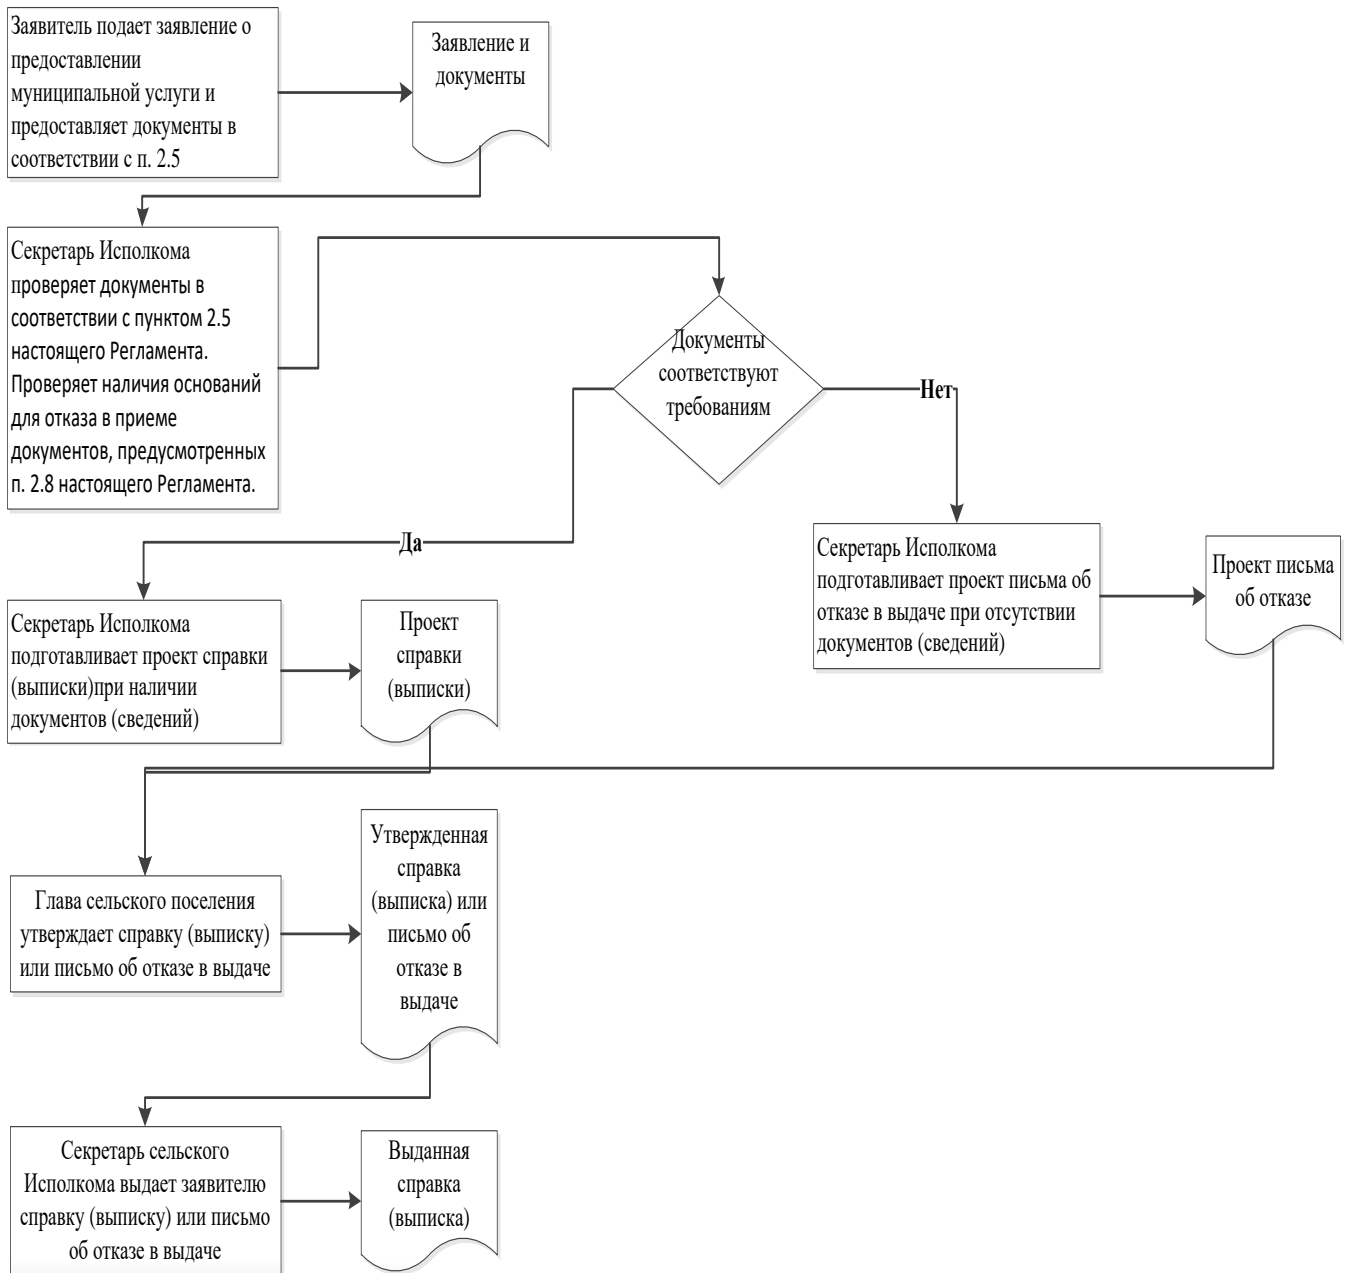 Заявитель подает заявление о
предоставлении
муниципальной услуги и
предоставляет документы в
соответствии с п. 2.5
Заявление и
документы
Секретарь Исполкома
проверяет документы в
соответствии с пунктом 2.5
настоящего Регламента.
Проверяет наличия оснований
для отказа в приеме
документов, предусмотренных
п. 2.8 настоящего Регламента.
Документы
соответствуют
требованиям
Нет
Да
Секретарь Исполкома
подготавливает проект письма об
отказе в выдаче при отсутствии
документов (сведений)
Проект письма
об отказе
Секретарь Исполкома
подготавливает проект справки
(выписки)при наличии
документов (сведений)
Проект
справки
(выписки)
Глава сельского поселения
утверждает справку (выписку)
или письмо об отказе в выдаче
Утвержденная
справка
(выписка) или
письмо об
отказе в
выдаче
Секретарь сельского
Исполкома выдает заявителю
справку (выписку) или письмо
об отказе в выдаче
Выданная
справка
(выписка)